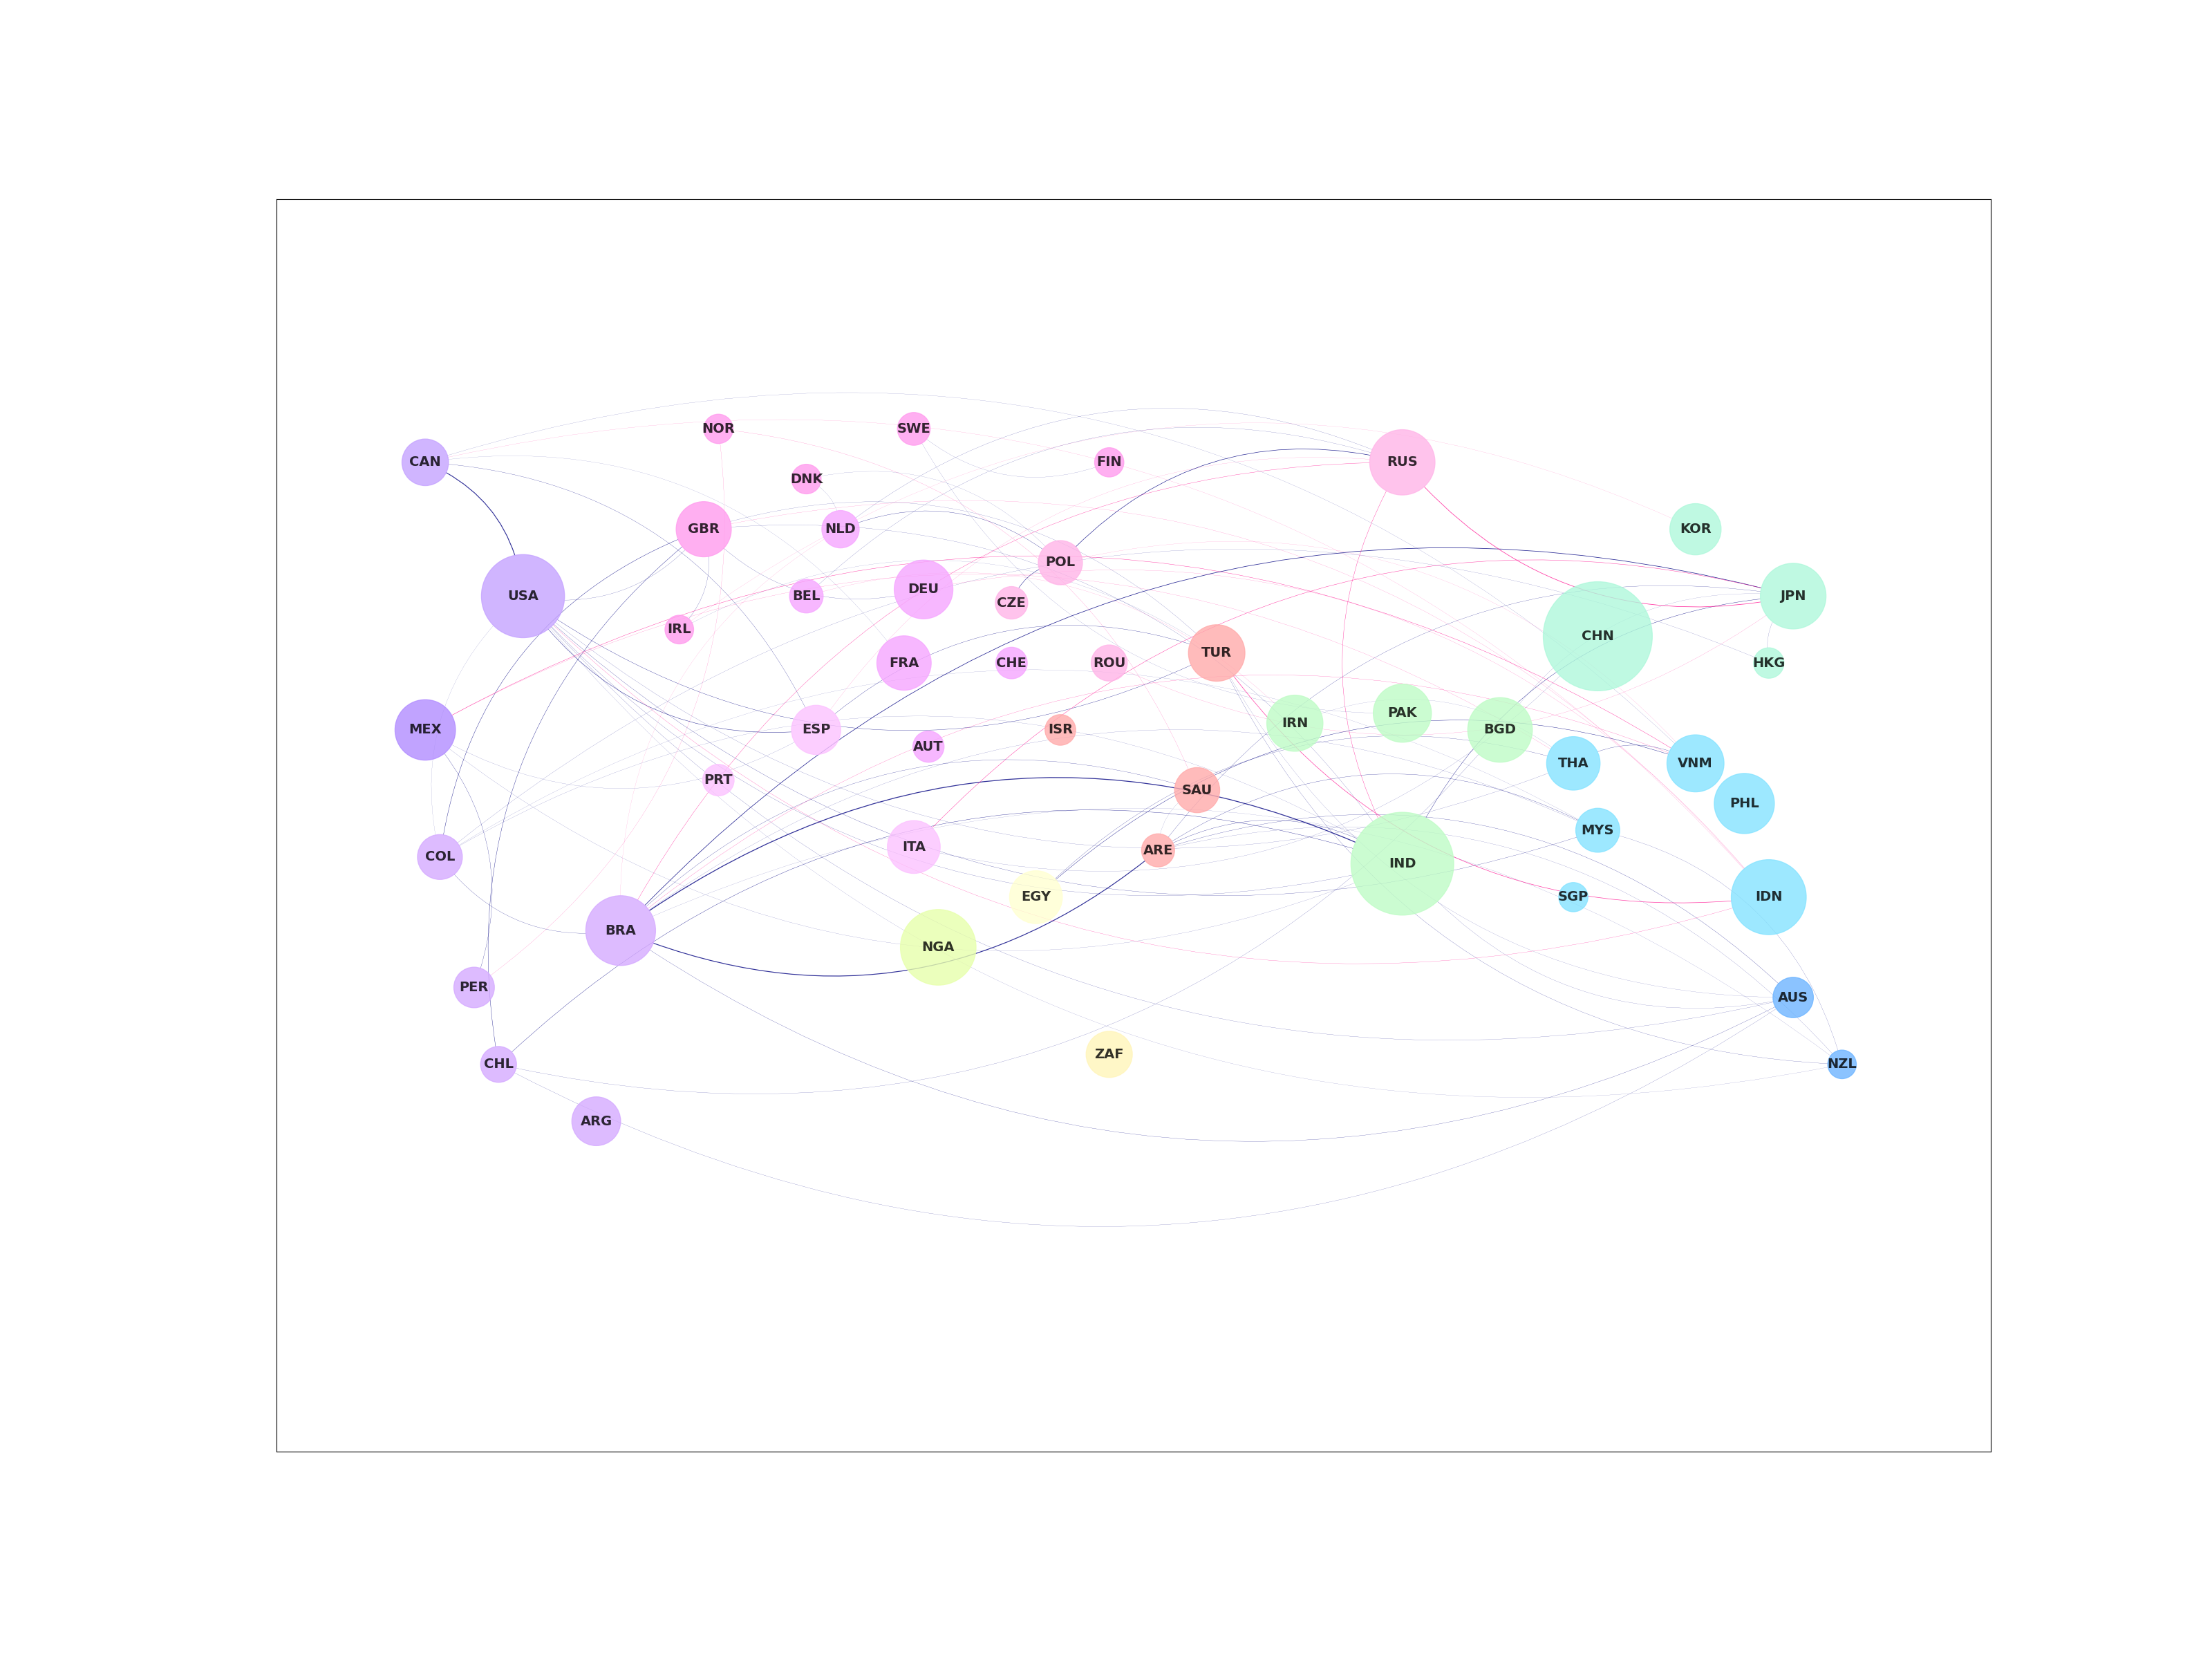 NOR
SWE
CAN
FIN
RUS
DNK
GBR
NLD
KOR
POL
DEU
USA
BEL
CZE
JPN
IRL
CHN
TUR
FRA
CHE
ROU
HKG
PAK
IRN
MEX
ESP
ISR
BGD
AUT
THA
VNM
PRT
SAU
PHL
MYS
ITA
ARE
COL
IND
EGY
SGP
IDN
BRA
NGA
PER
AUS
ZAF
CHL
NZL
ARG